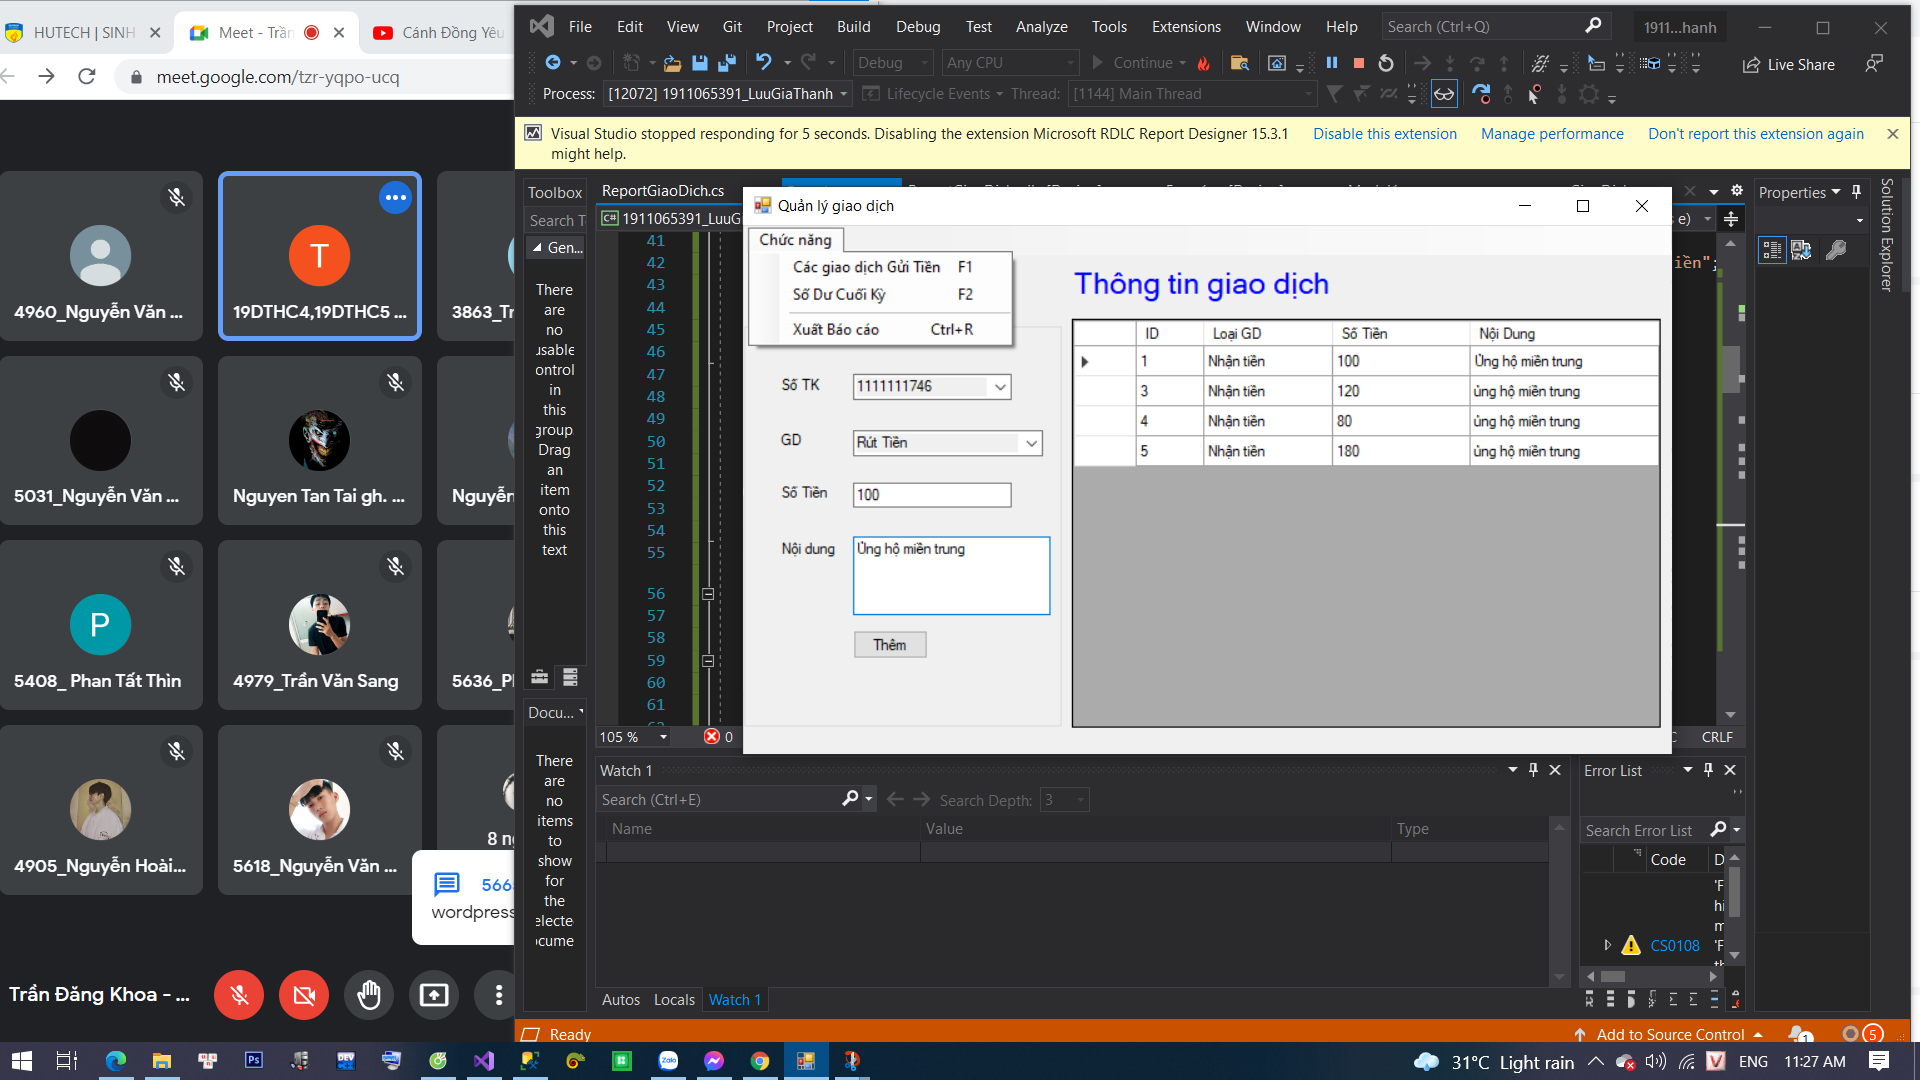 HUTECH | SINH
Meet - Trần
Cánh Đồng Yêu
meet.google.com/tzr-yqpo-ucq
4960_Nguyễn Văn ...
19DTHC4,19DTHC5 ...
5031_Nguyễn Văn ...
Nguyen Tan Tai gh. ...
Nguyễn
5408_ Phan Tất Thìn
4979_Trần Văn Sang
4905_Nguyễn Hoài...
5618_Nguyễn Văn ...
wordpress
Trần Đăng Khoa - ...
T
P
File Edit View Git Project Build Debug Test Analyze Tools Extensions Window Help
Search (Ctrl+Q)
1911...hanh
Debug
Any CPU
Continue
Live Share
Process: [12072] 1911065391_LuuGiaThanh
Lifecycle Events
Thread: [1144] Main Thread
Visual Studio stopped responding for 5 seconds. Disabling the extension Microsoft RDLC Report Designer 15.3.1
might help.
Disable this extension
Manage performance
Don't report this extension again
Toolbox
Gen...
There
are
no
usable
in
this
group.
Drag
an
item
onto
this
text
Docu...
There
are
no
items
to
show
for
the
ReportGiaoDich.cs
C#
41
42
43
44
45
46
47
48
49
50
51
52
53
54
55
56
57
58
59
60
61
105 %
0
CRLF
Quản lý giao dịch
Chức năng
Các giao dịch Gửi Tiền F1
Số Dư Cuối Kỳ F2
Xuất Báo cáo Ctrl+R
Số TK
1111111746
GD
Rút Tiền
Số Tiền
100
Nội dung
Ủng hộ miền trung
Thêm
Thông tin giao dịch
ID Loại GD Số Tiền Nội Dung
1 Nhận tiền 100 Ủng hộ miền trung
3 Nhận tiền 120 ủng hộ miền trung
4 Nhận tiền 80 ủng hộ miền trung
5 Nhận tiền 180 ủng hộ miền trung
Properties
Solution Explorer
Watch 1
Search (Ctrl+E)
Search Depth: 3
Name Value Type
Autos Locals Watch 1
Error List
Search Error List
Code
CS0108
Ready
Add to Source Control
1
5
Zalo
31°C Light rain
ENG
11:27 AM